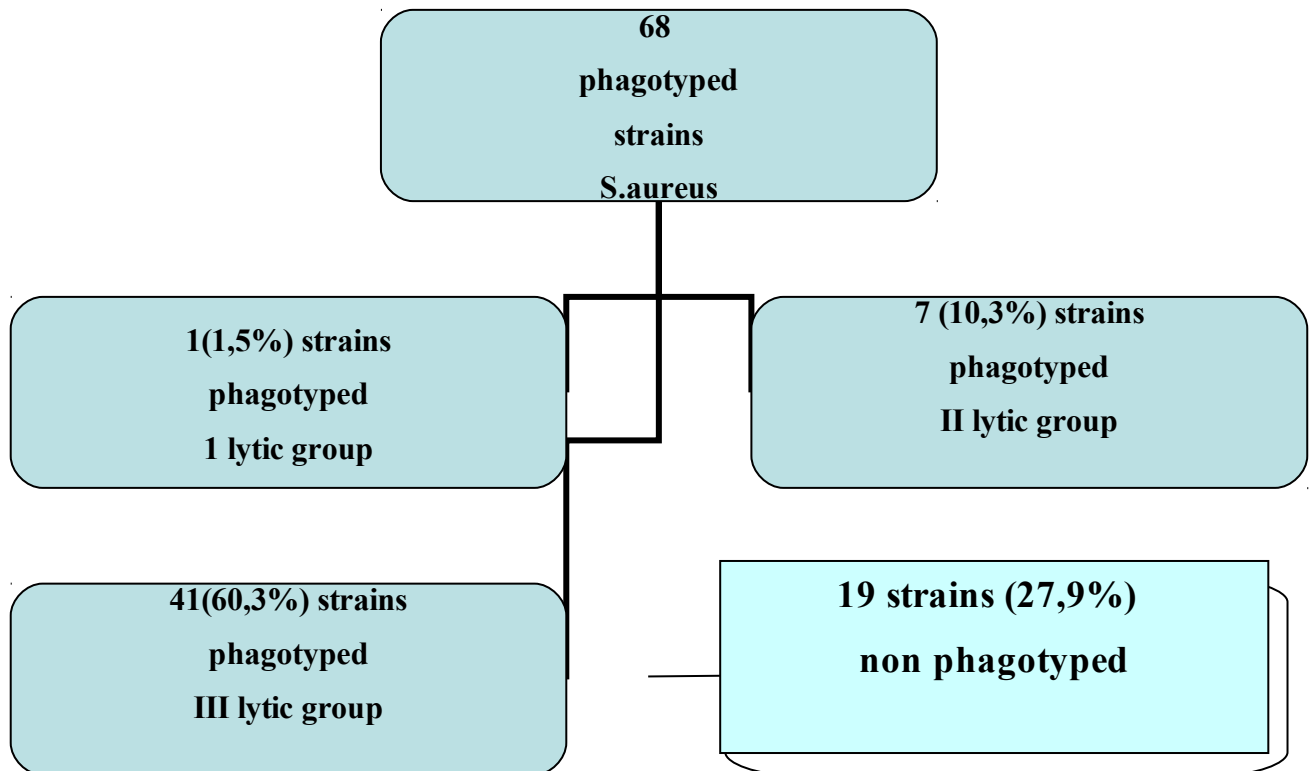 68
phagotyped
strains
S.aureus
1(1,5%) strains
phagotyped
1 lytic group
7 (10,3%) strains
phagotyped
II lytic group
41(60,3%) strains
phagotyped
III lytic group
19 strains (27,9%)
non phagotyped